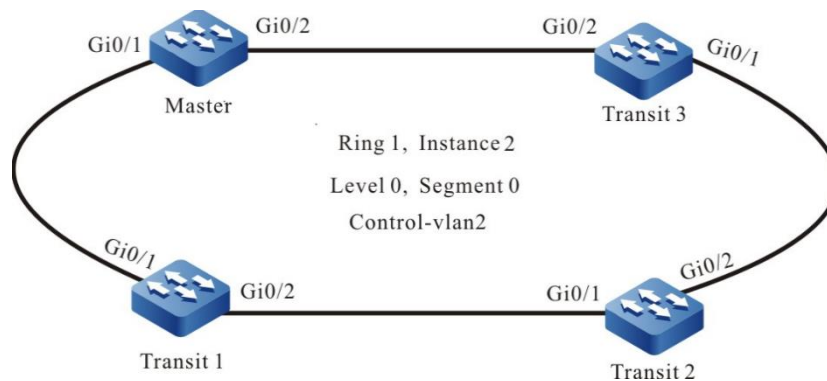 Gi0/1
Gi0/2
Gi0/2
Gi0/1
Master
Transit 3
Ring 1, Instance 2
Level 0, Segment 0
Control-vlan2
Gi0/1
Gi0/2
Gi0/1
Gi0/2
Transit 1
Transit 2